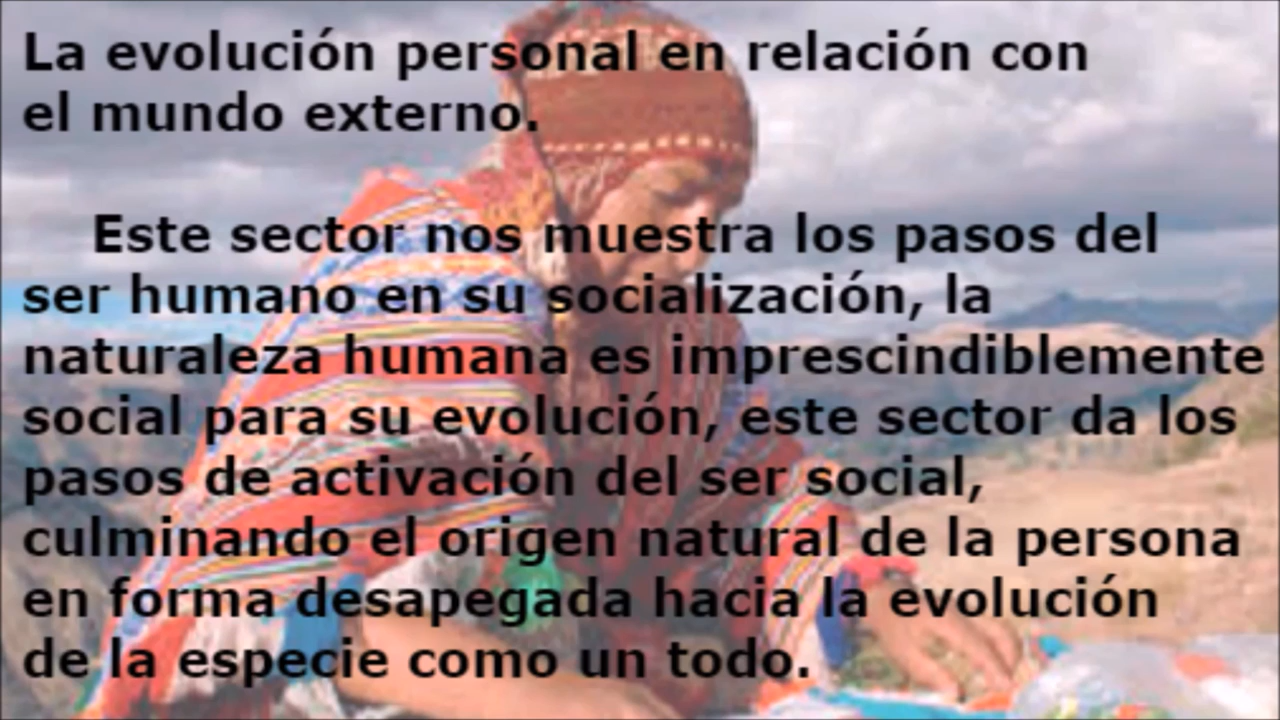 La evolución personal en relación con
el mundo externo.
Este sector nos muestra los pasos del
ser humano en su socialización, la
naturaleza humana es imprescindiblemente
social para su evolución, este sector da los
pasos de activación del ser social,
culminando el origen natural de la persona
en forma desapegada hacia la evolución
de la especie como un todo.